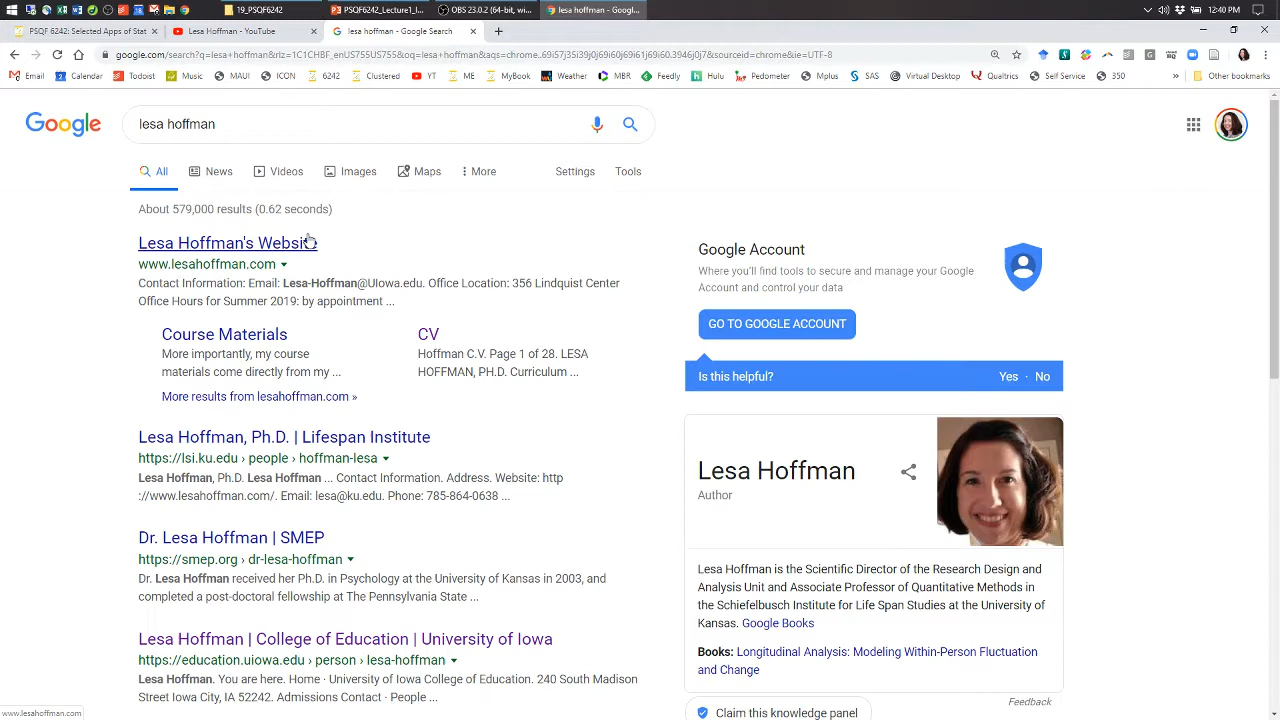 19_PSQF6242
PSQF6242_Lecture1_I...
OBS 23.0.2 (64-bit, w...
lesa hoffman - Googl...
12:40 PM
PSQF 6242: Selected Apps of Stat
Lesa Hoffman - YouTube
lesa hoffman - Google Search
google.com/search?q=lesa+hoffman&rlz=1C1CHBF_enUS755US755&oq=lesa+hoffman&aqs=chrome.69i57j35i39j0j69i60j69i61j69i60.3946j0j7&sourceid=chrome&ie=UTF-8
Email Calendar Todoist Music MAUI ICON 6242 Clustered YT ME MyBook Weather MBR Feedly Hulu Pedometer Mplus SAS Virtual Desktop Qualtrics Self Service 350 » Other bookmarks
Google
lesa hoffman
All News Videos Images Maps More Settings Tools
About 579,000 results (0.62 seconds)
Lesa Hoffman's Website
www.lesahoffman.com
Contact Information: Email: Lesa-Hoffman@UIowa.edu. Office Location: 356 Lindquist Center
Office Hours for Summer 2019: by appointment ...
Course Materials
More importantly, my course
materials come directly from my ...
CV
Hoffman C.V. Page 1 of 28. LESA
HOFFMAN, PH.D. Curriculum ...
More results from lesahoffman.com »
Lesa Hoffman, Ph.D. | Lifespan Institute
https://lsi.ku.edu › people › hoffman-lesa
Lesa Hoffman, Ph.D. Lesa Hoffman ... Contact Information. Address. Website: http
://www.lesahoffman.com/. Email: lesa@ku.edu. Phone: 785-864-0638 ...
Dr. Lesa Hoffman | SMEP
https://smep.org › dr-lesa-hoffman
Dr. Lesa Hoffman received her Ph.D. in Psychology at the University of Kansas in 2003, and
completed a post-doctoral fellowship at The Pennsylvania State ...
Lesa Hoffman | College of Education | University of Iowa
https://education.uiowa.edu › person › lesa-hoffman
Lesa Hoffman. You are here. Home · University of Iowa College of Education. 240 South Madison
Street Iowa City, IA 52242. Admissions Contact · People ...
Google Account
Where you'll find tools to secure and manage your Google
Account and control your data
GO TO GOOGLE ACCOUNT
Is this helpful? Yes · No
Lesa Hoffman
Author
Lesa Hoffman is the Scientific Director of the Research Design and
Analysis Unit and Associate Professor of Quantitative Methods in
the Schiefelbusch Institute for Life Span Studies at the University of
Kansas. Google Books
Books: Longitudinal Analysis: Modeling Within-Person Fluctuation
and Change
Feedback
Claim this knowledge panel
www.lesahoffman.com